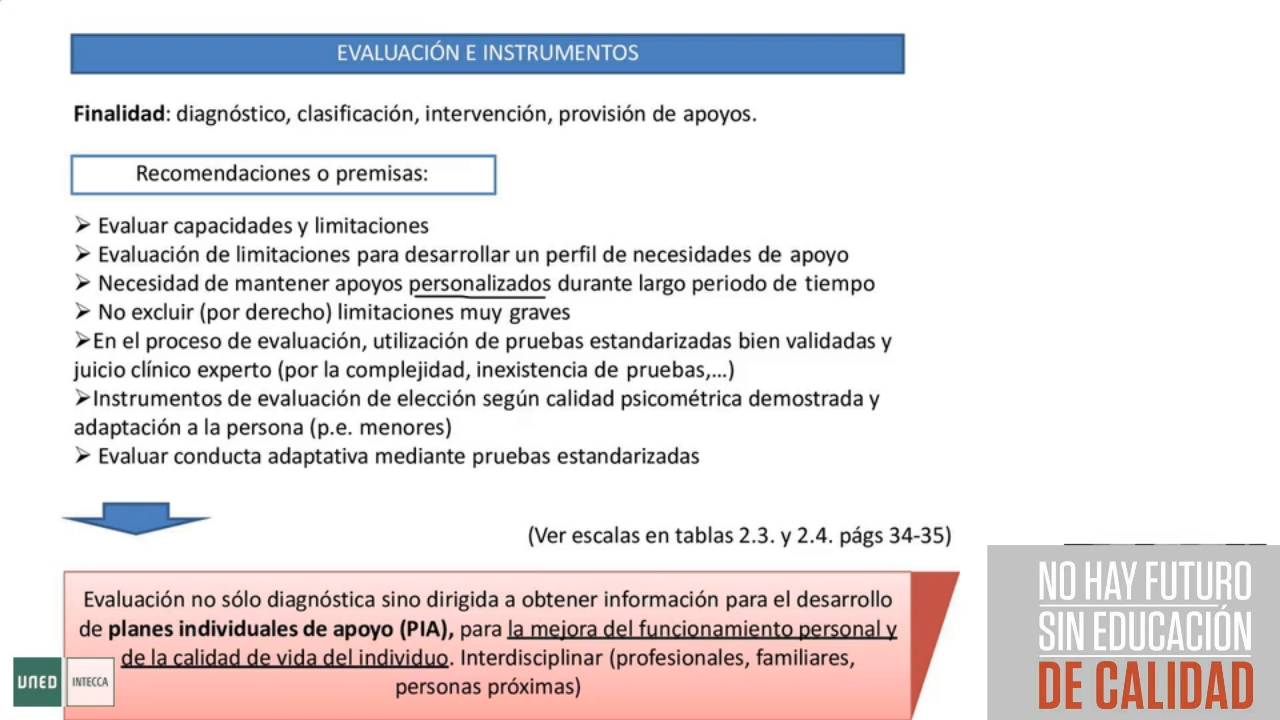 EVALUACIÓN E INSTRUMENTOS
Finalidad: diagnóstico, clasificación, intervención, provisión de apoyos.
Recomendaciones o premisas:
➢ Evaluar capacidades y limitaciones
➢ Evaluación de limitaciones para desarrollar un perfil de necesidades de apoyo
➢ Necesidad de mantener apoyos personalizados durante largo periodo de tiempo
➢ No excluir (por derecho) limitaciones muy graves
➢En el proceso de evaluación, utilización de pruebas estandarizadas bien validadas y
juicio clínico experto (por la complejidad, inexistencia de pruebas,...)
➢Instrumentos de evaluación de elección según calidad psicométrica demostrada y
adaptación a la persona (p.e. menores)
➢ Evaluar conducta adaptativa mediante pruebas estandarizadas
(Ver escalas en tablas 2.3. y 2.4. págs 34-35)
Evaluación no sólo diagnóstica sino dirigida a obtener información para el desarrollo
de planes individuales de apoyo (PIA), para la mejora del funcionamiento personal y
de la calidad de vida del individuo. Interdisciplinar (profesionales, familiares,
personas próximas)
UNED
INTECCA
NO HAY FUTURO
SIN EDUCACIÓN
DE CALIDAD